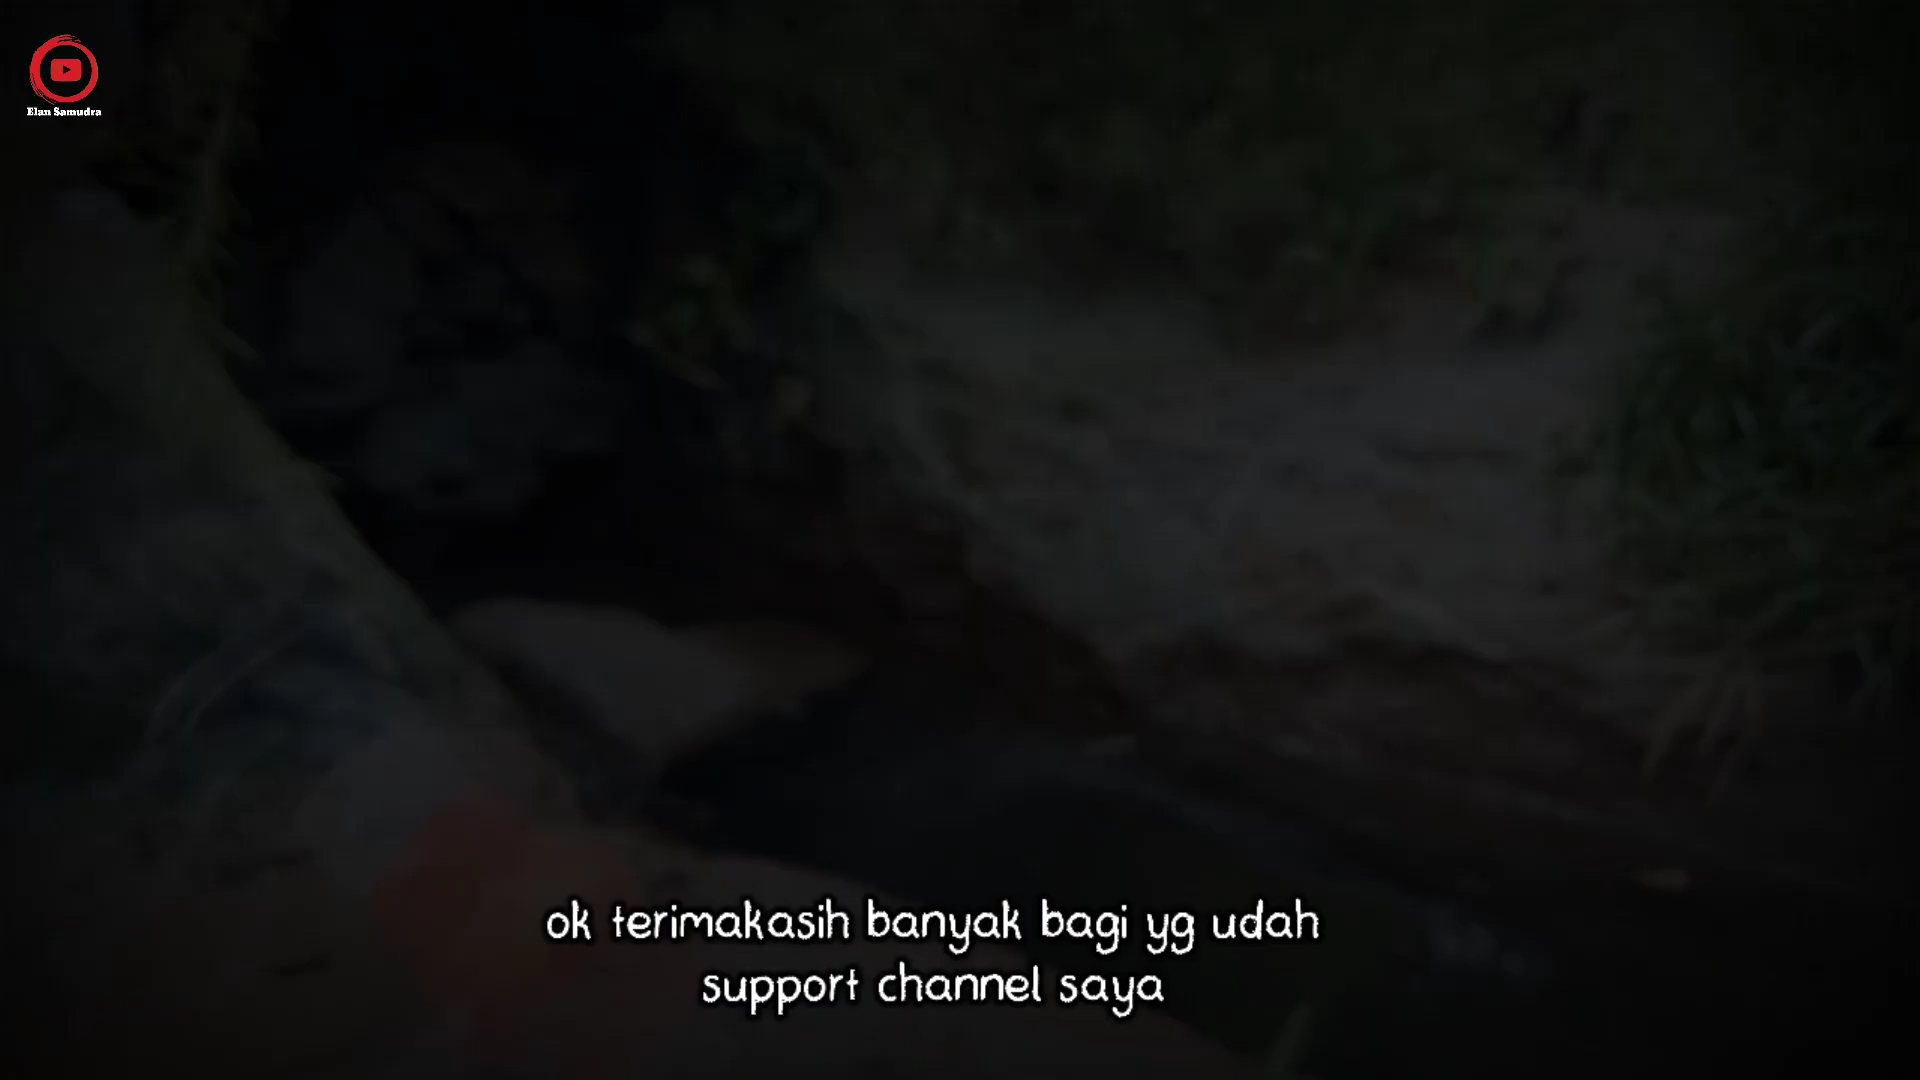 Elan Samudra
ok terimakasih banyak bagi yg udah
support channel saya